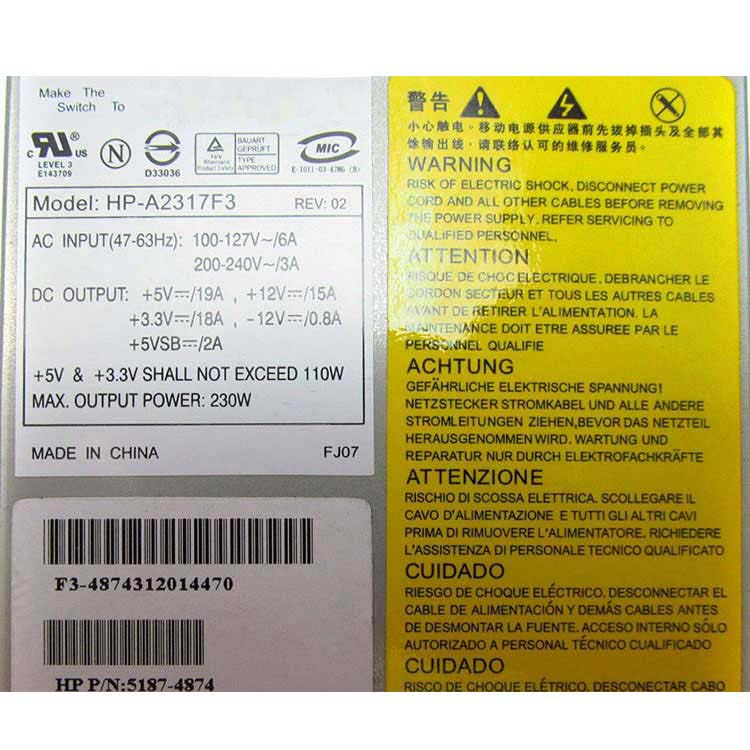 Make The
Switch To
c RU us
LEVEL 3
E143709
N
D33036
BAUART
GEPRÜFT
TYPE
APPROVED
MIC
E-1011-03-4786 (B)
Model: HP-A2317F3 REV: 02
AC INPUT(47-63Hz): 100-127V~/6A
200-240V~/3A
DC OUTPUT: +5V⎓/19A , +12V⎓/15A
+3.3V⎓/18A , -12V⎓/0.8A
+5VSB⎓/2A
+5V & +3.3V SHALL NOT EXCEED 110W
MAX. OUTPUT POWER: 230W
MADE IN CHINA FJ07
F3-4874312014470
HP P/N:5187-4874
警告
小心触电。移动电源供应器前先拔掉插头及全部其
馀输出线，请联络认可的维修服务员。
WARNING
RISK OF ELECTRIC SHOCK. DISCONNECT POWER
CORD AND ALL OTHER CABLES BEFORE REMOVING
THE POWER SUPPLY. REFER SERVICING TO
QUALIFIED PERSONNEL.
ATTENTION
RISQUE DE CHOC ELECTRIQUE. DEBRANCHER LE
CORDON SECTEUR ET TOUS LES AUTRES CABLES
AVANT DE RETIRER L'ALIMENTATION. LA
MAINTENANCE DOIT ETRE ASSUREE PAR LE
PERSONNEL QUALIFIE
ACHTUNG
GEFÄHRLICHE ELEKTRISCHE SPANNUNG!
NETZSTECKER STROMKABEL UND ALLE ANDERE
STROMLEITUNGEN ZIEHEN,BEVOR DAS NETZTEIL
HERAUSGENOMMEN WIRD. WARTUNG UND
REPARATUR NUR DURCH ELEKTROFACHKRÄFTE
ATTENZIONE
RISCHIO DI SCOSSA ELETTRICA. SCOLLEGARE IL
CAVO D'ALIMENTAZIONE E TUTTI GLI ALTRI CAVI
PRIMA DI RIMUOVERE L'ALIMENTATORE. RICHIEDERE
L'ASSISTENZA DI PERSONALE TECNICO QUALIFICATO
CUIDADO
RIESGO DE CHOQUE ELÉCTRICO. DESCONECTAR EL
CABLE DE ALIMENTACIÓN Y DEMÁS CABLES ANTES
DE DESMONTAR LA FUENTE. ACCESO INTERNO SÓLO
AUTORIZADO A PERSONAL TÉCNICO CUALIFICADO
CUIDADO
RISCO DE CHOQUE ELÉTRICO. DESCONECTAR CABO